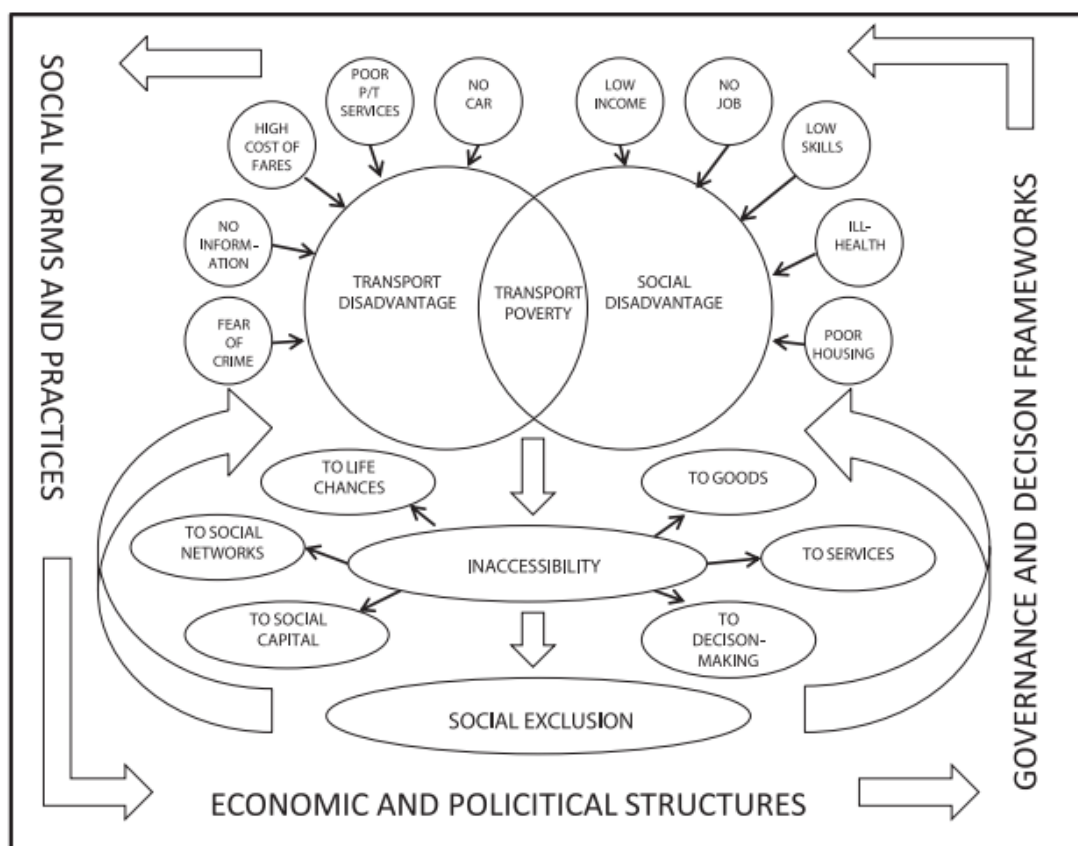 SOCIAL NORMS AND PRACTICES
POOR
P/T
SERVICES
NO
CAR
LOW
INCOME
NO
JOB
HIGH
COST OF
FARES
LOW
SKILLS
NO
INFORM-
ATION
ILL-
HEALTH
FEAR
OF
CRIME
POOR
HOUSING
TRANSPORT
DISADVANTAGE
TRANSPORT
POVERTY
SOCIAL
DISADVANTAGE
TO LIFE
CHANCES
TO GOODS
TO SOCIAL
NETWORKS
INACCESSIBILITY
TO SERVICES
TO SOCIAL
CAPITAL
TO
DECISON-
MAKING
SOCIAL EXCLUSION
ECONOMIC AND POLICITICAL STRUCTURES
GOVERNANCE AND DECISON FRAMEWORKS